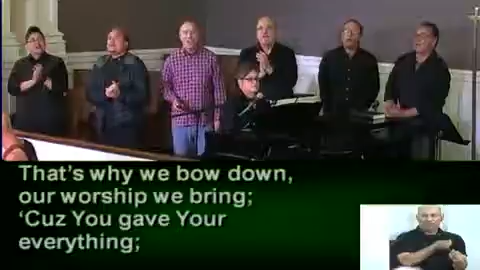 That's why we bow down,
our worship we bring;
‘Cuz You gave Your
everything;